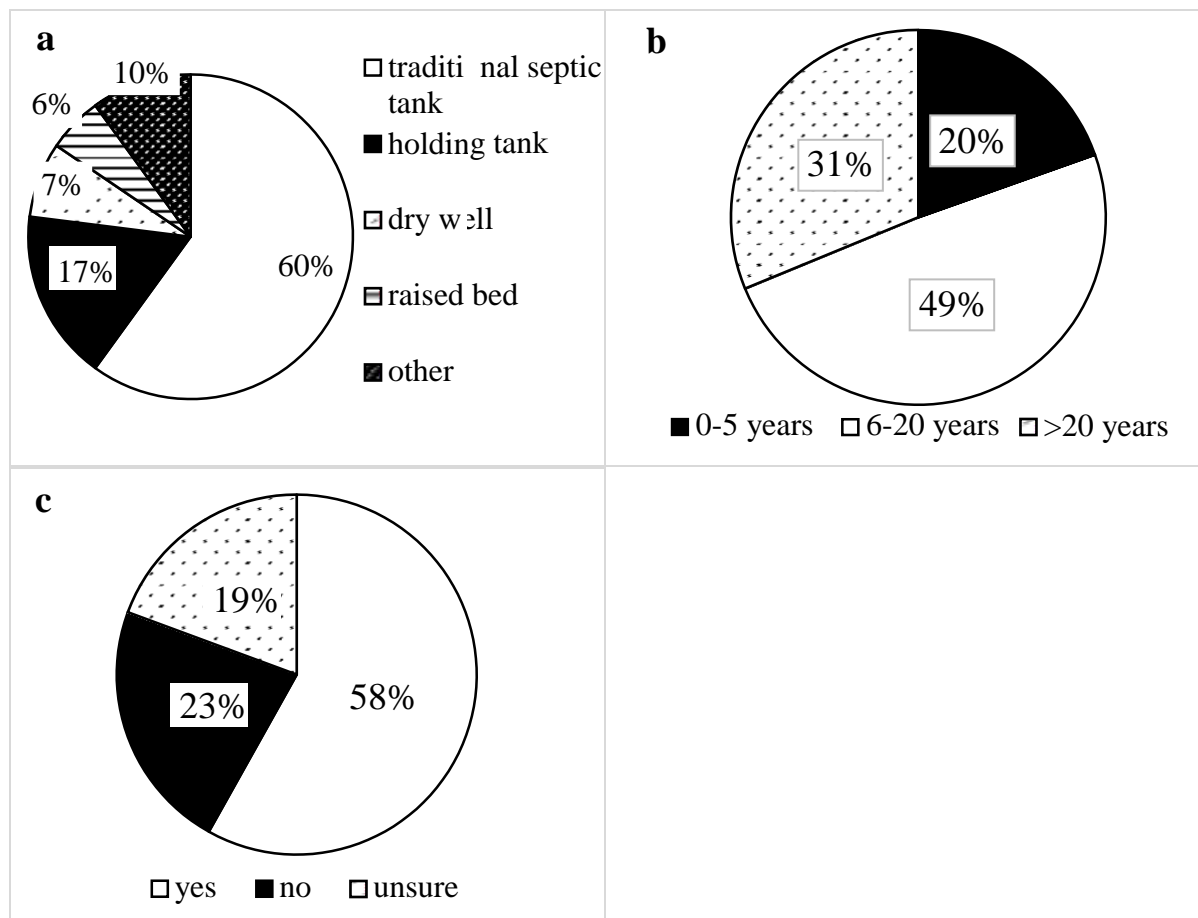 a
10%
6%
7%
17%
60%
traditi nal septic
tank
holding tank
dry well
raised bed
other
b
20%
31%
49%
0-5 years 6-20 years >20 years
c
19%
23%
58%
yes no unsure